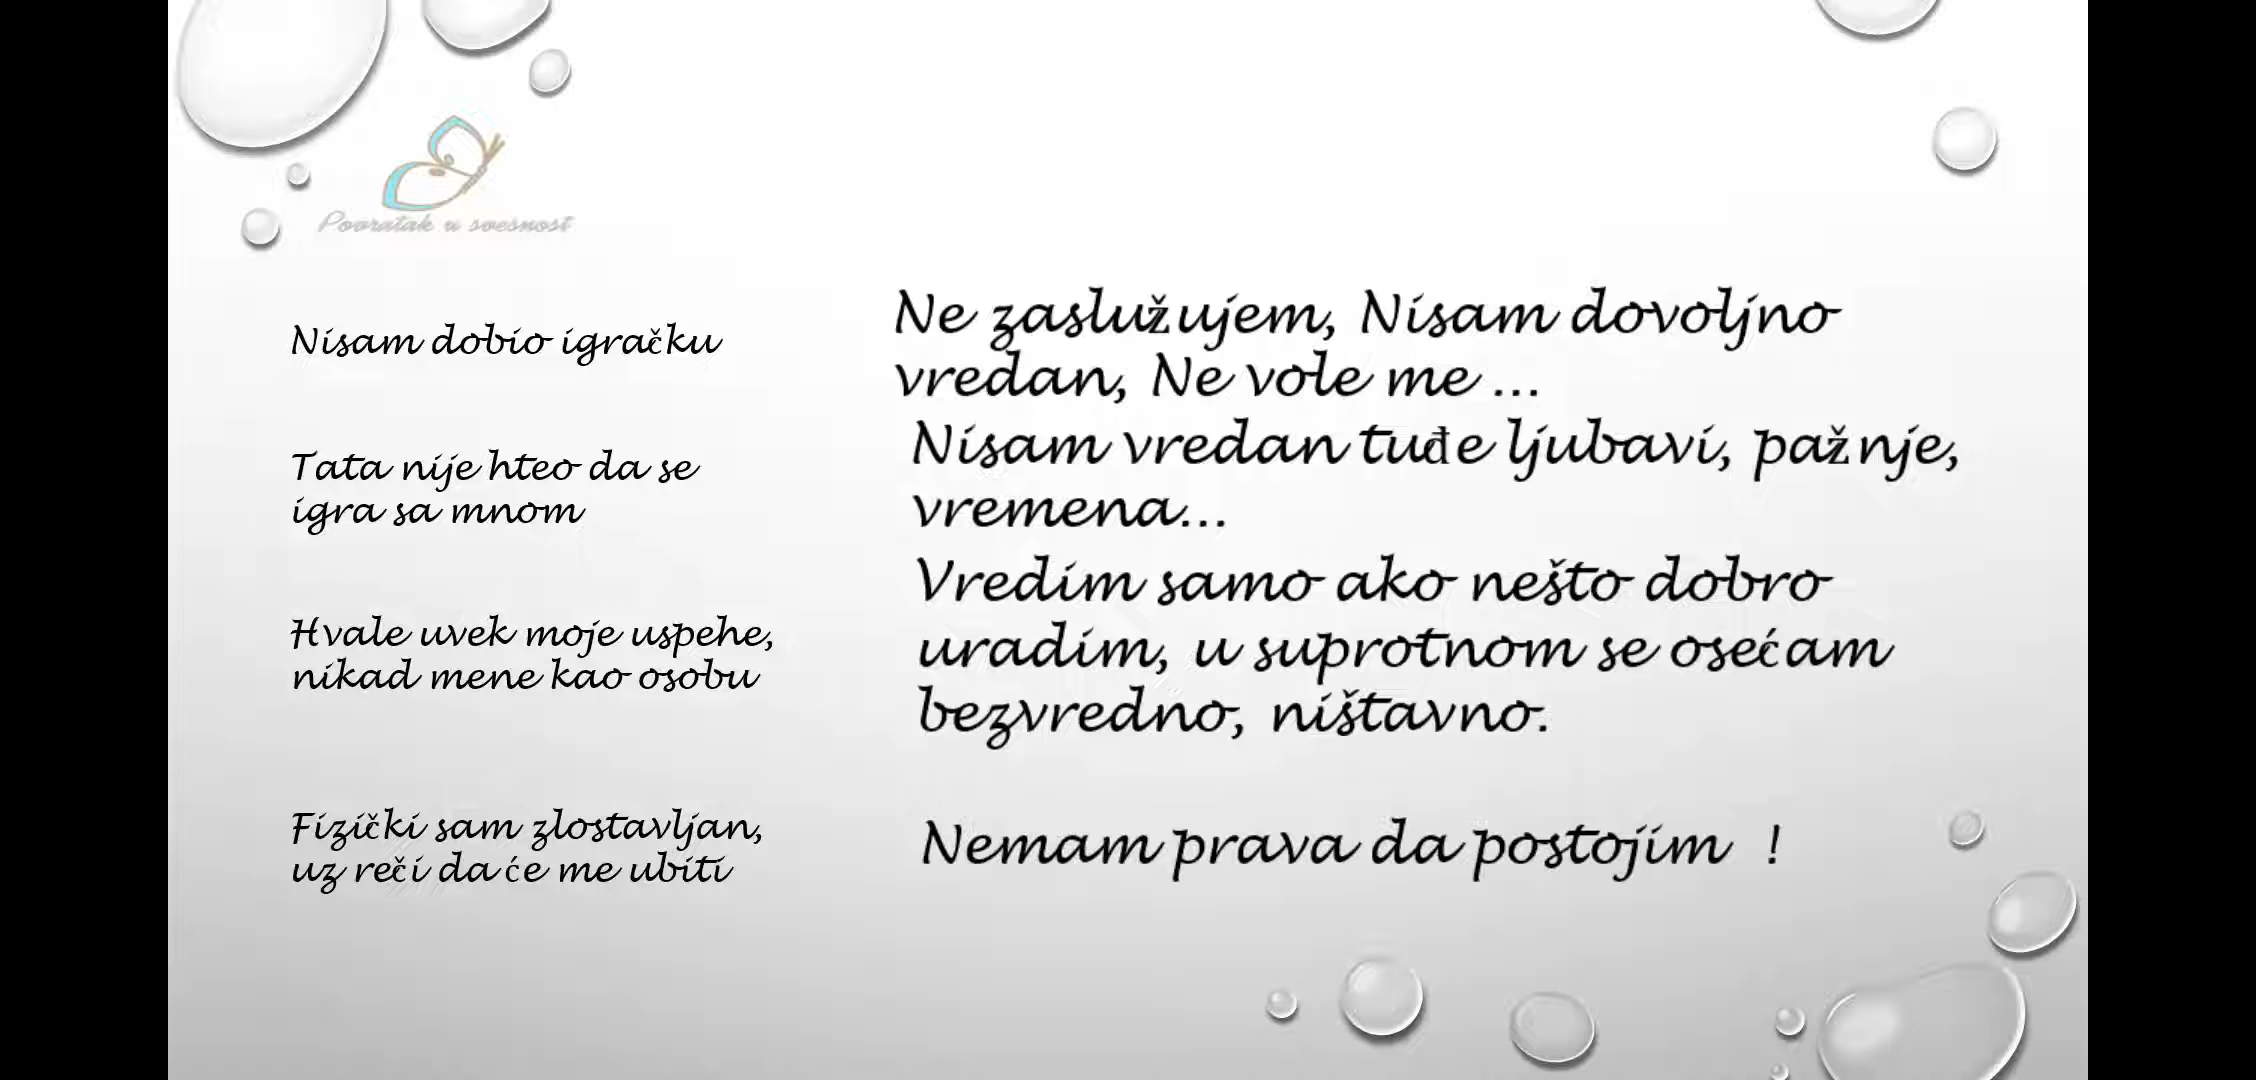 Povratak u svesnost
Nisam dobio igračku
Ne zaslužujem, Nisam dovoljno
vredan, Ne vole me ...
Tata nije hteo da se
igra sa mnom
Nisam vredan tuđe ljubavi, pažnje,
vremena...
Hvale uvek moje uspehe,
nikad mene kao osobu
Vredim samo ako nešto dobro
uradim, u suprotnom se osećam
bezvredno, ništavno.
Fizički sam zlostavljan,
uz reči da će me ubiti
Nemam prava da postojim !